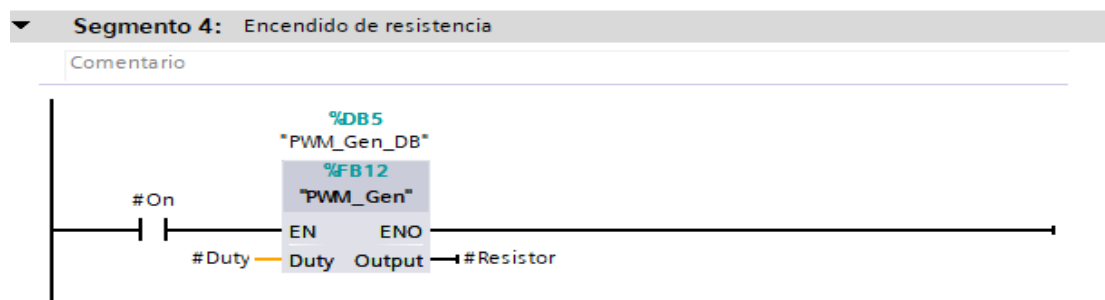 Segmento 4: Encendido de resistencia
Comentario
%DB5
"PWM_Gen_DB"
%FB12
"PWM_Gen"
#On
EN ENO
#Duty Duty Output #Resistor